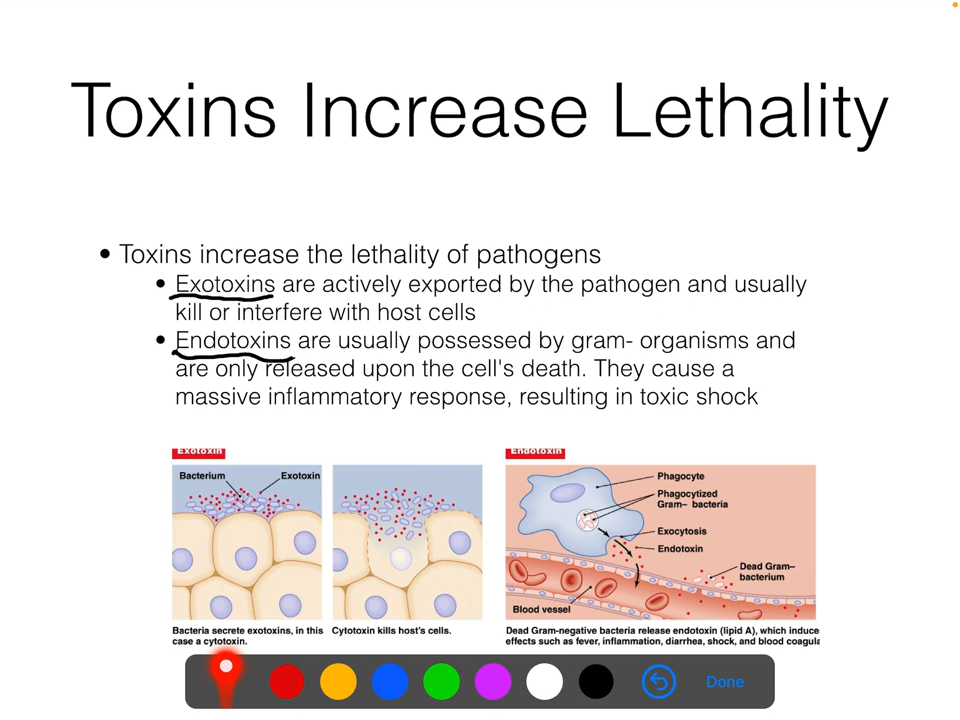 Toxins Increase Lethality
• Toxins increase the lethality of pathogens
• Exotoxins are actively exported by the pathogen and usually
kill or interfere with host cells
• Endotoxins are usually possessed by gram- organisms and
are only released upon the cell's death. They cause a
massive inflammatory response, resulting in toxic shock
Exotoxin
Bacterium
Exotoxin
Bacteria secrete exotoxins, in this
case a cytotoxin.
Cytotoxin kills host's cells.
Endotoxin
Phagocyte
Phagocytized
Gram– bacteria
Exocytosis
Endotoxin
Dead Gram–
bacterium
Blood vessel
Dead Gram-negative bacteria release endotoxin (lipid A), which induce
effects such as fever, inflammation, diarrhea, shock, and blood coagula
Done